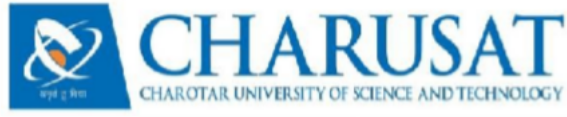 CHARUSAT
CHAROTAR UNIVERSITY OF SCIENCE AND TECHNOLOGY